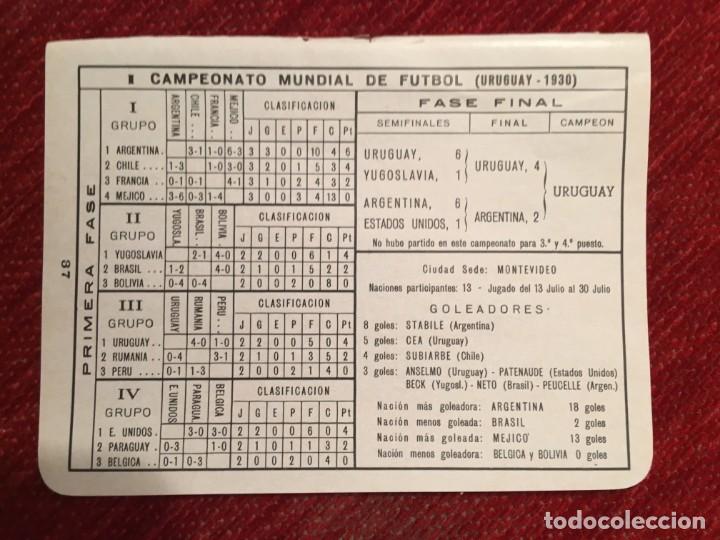 CAMPEONATO MUNDIAL DE FUTBOL (URUGUAY - 1930)
PRIMERA FASE
87
I GRUPO ARGENTINA CHILE ... FRANCIA .. MEJICO .. CLASIFICACION
J G E P F C Pt
1 ARGENTINA. 3-1 1-0 6-3 3 3 0 0 10 4 6
2 CHILE .... 1-3 1-0 3-0 3 2 0 1 5 3 4
3 FRANCIA .. 0-1 0-1 4-1 3 1 0 2 4 3 2
4 MEJICO .. 3-6 0-3 1-4 3 0 0 3 4 13 0
II GRUPO YUGOSLA. BRASIL .. BOLIVIA. CLASIFICACION
J G E P F C Pt
1 YUGOSLAVIA 2-1 4-0 2 2 0 0 6 1 4
2 BRASIL ... 1-2 4-0 2 1 0 1 5 2 2
3 BOLIVIA .. 0-4 0-4 2 0 0 2 0 8 0
III GRUPO URUGUAY RUMANIA PERU ... CLASIFICACION
J G E P F C Pt
1 URUGUAY .. 4-0 1-0 2 2 0 0 5 0 4
2 RUMANIA .. 0-4 3-1 2 1 0 1 3 5 2
3 PERU .... 0-1 1-3 2 0 0 2 1 4 0
IV GRUPO E.UNIDOS PARAGUA. BELGICA CLASIFICACION
J G E P F C Pt
1 E. UNIDOS. 3-0 3-0 2 2 0 0 6 0 4
2 PARAGUAY . 0-3 1-0 2 1 0 1 1 3 2
3 BELGICA .. 0-1 0-3 2 0 0 2 0 4 0
FASE FINAL
SEMIFINALES FINAL CAMPEON
URUGUAY, 6
YUGOSLAVIA, 1
URUGUAY, 4
URUGUAY
ARGENTINA, 6
ESTADOS UNIDOS, 1
ARGENTINA, 2
No hubo partido en este campeonato para 3.º y 4.º puesto.
Ciudad Sede: MONTEVIDEO
Naciones participantes: 13 - Jugado del 13 Julio al 30 Julio
GOLEADORES
8 goles: STABILE (Argentina)
5 goles: CEA (Uruguay)
4 goles: SUBIARBE (Chile)
3 goles: ANSELMO (Uruguay) - PATENAUDE (Estados Unidos)
BECK (Yugosl.) - NETO (Brasil) - PEUCELLE (Argen.)
Nación más goleadora: ARGENTINA 18 goles
Nación menos goleada: BRASIL 2 goles
Nación más goleada: MEJICO 13 goles
Nación menos goleadora: BELGICA y BOLIVIA 0 goles
todocoleccion.net